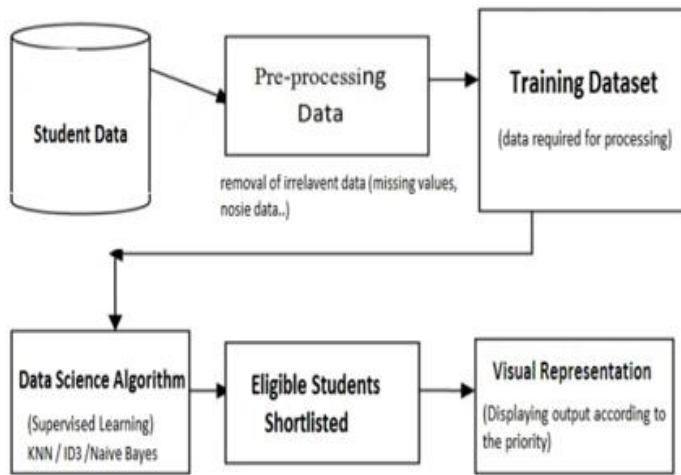 Student Data
Pre-processing
Data
removal of irrelavent data (missing values,
nosie data..)
Training Dataset
(data required for processing)
Data Science Algorithm
(Supervised Learning)
KNN / ID3 /Naive Bayes
Eligible Students
Shortlisted
Visual Representation
(Displaying output according to
the priority)